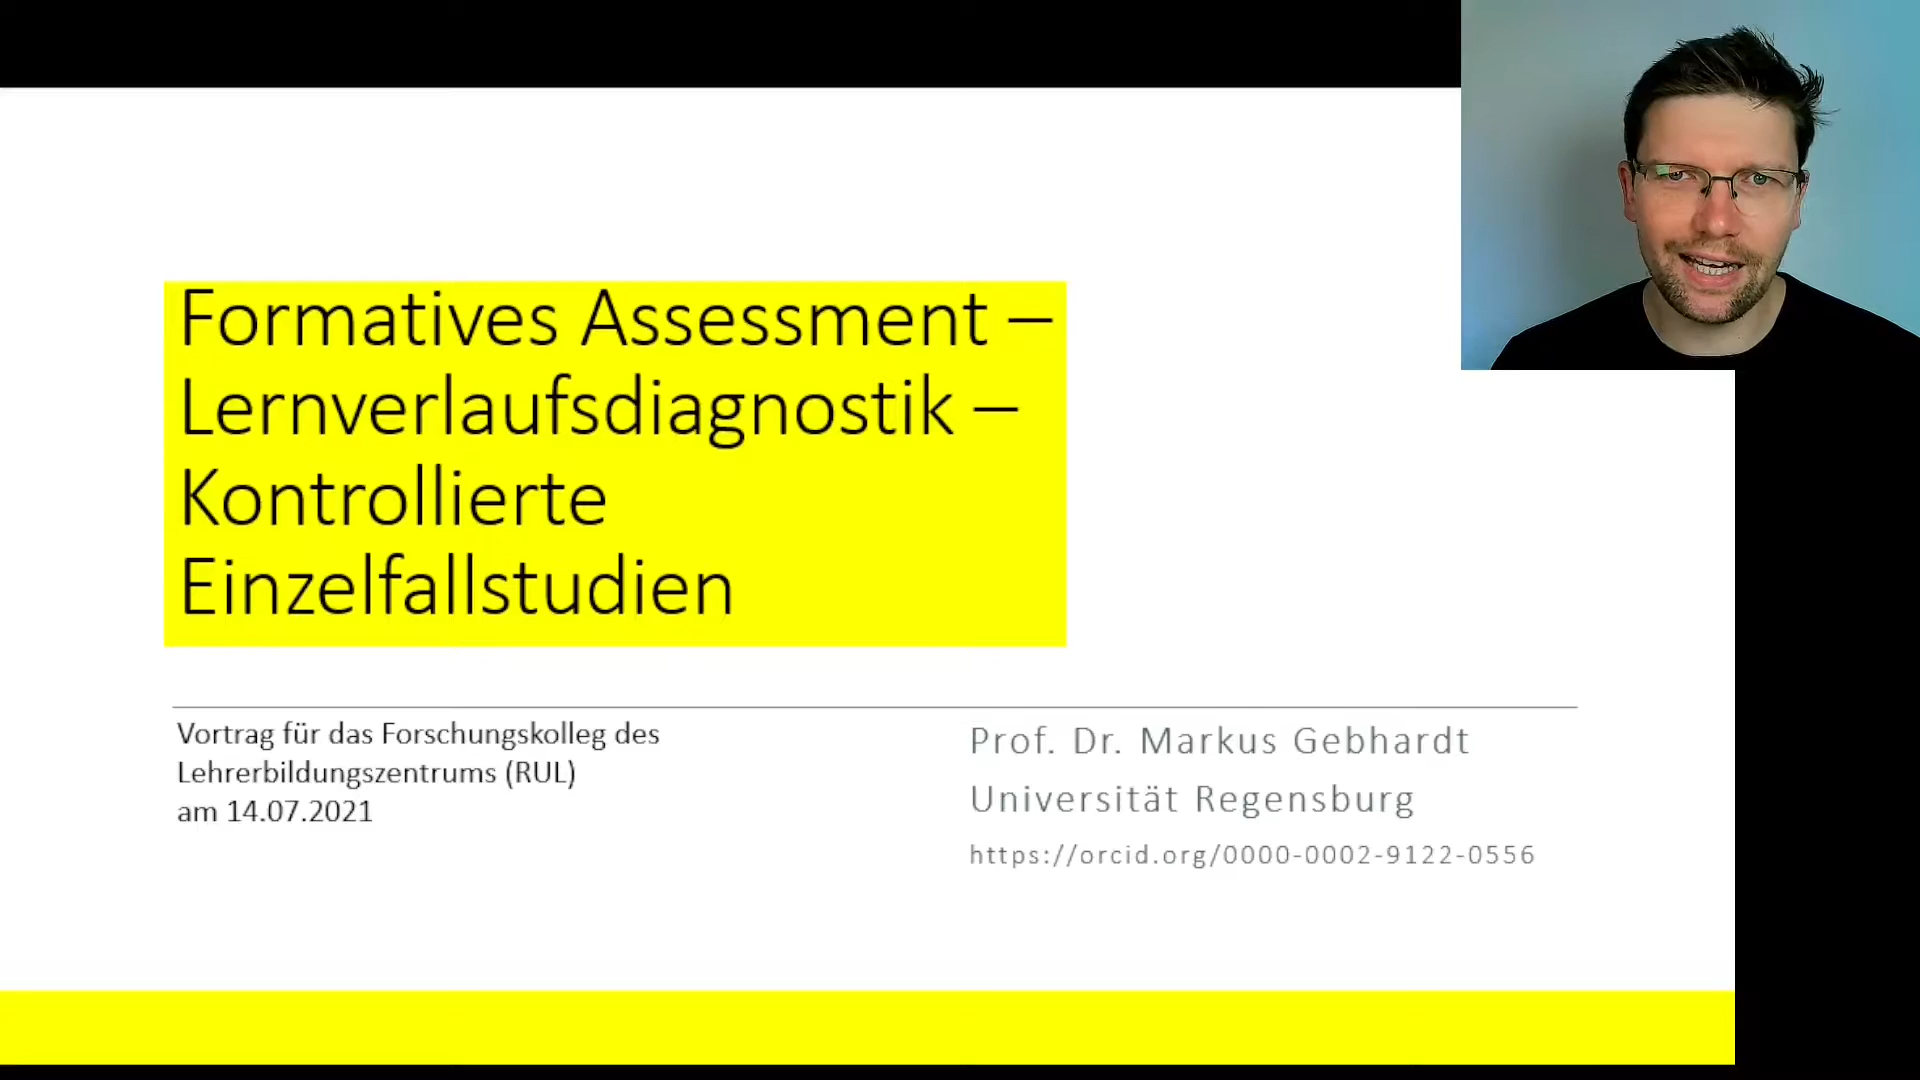 Formatives Assessment –
Lernverlaufsdiagnostik –
Kontrollierte
Einzelfallstudien
Vortrag für das Forschungskolleg des
Lehrerbildungszentrums (RUL)
am 14.07.2021
Prof. Dr. Markus Gebhardt
Universität Regensburg
https://orcid.org/0000-0002-9122-0556